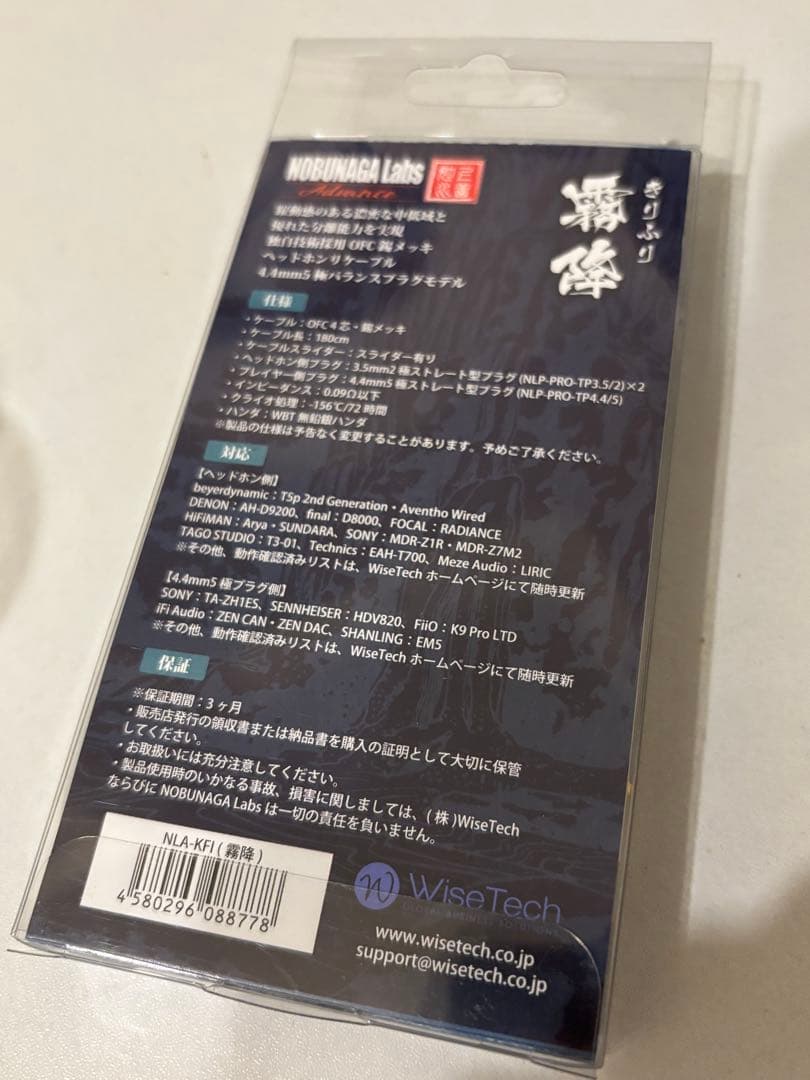 NOBUNAGA Labs
Advance
霧降
きりふり
躍動感のある濃密な中低域と
優れた分離能力を実現
独自技術採用 OFC 錫メッキ
ヘッドホンリケーブル
4.4mm5 極バランスプラグモデル
仕様
・ケーブル：OFC 4 芯・錫メッキ
・ケーブル長：180cm
・ケーブルスライダー：スライダー有り
・ヘッドホン側プラグ：3.5mm2 極ストレート型プラグ (NLP-PRO-TP3.5/2)×2
・プレイヤー側プラグ：4.4mm5 極ストレート型プラグ (NLP-PRO-TP4.4/5)
・インピーダンス：0.09Ω以下
・クライオ処理：-156℃/72 時間
・ハンダ：WBT 無鉛銀ハンダ
※製品の仕様は予告なく変更することがあります。予めご了承ください。
対応
【ヘッドホン側】
beyerdynamic：T5p 2nd Generation・Aventho Wired
DENON：AH-D9200、final：D8000、FOCAL：RADIANCE
HiFiMAN：Arya・SUNDARA、SONY：MDR-Z1R・MDR-Z7M2
TAGO STUDIO：T3-01、Technics：EAH-T700、Meze Audio：LIRIC
※その他、動作確認済みリストは、WiseTech ホームページにて随時更新
【4.4mm5 極プラグ側】
SONY：TA-ZH1ES、SENNHEISER：HDV820、FiiO：K9 Pro LTD
iFi Audio：ZEN CAN・ZEN DAC、SHANLING：EM5
※その他、動作確認済みリストは、WiseTech ホームページにて随時更新
保証
※保証期間：3 ヶ月
・販売店発行の領収書または納品書を購入の証明として大切に保管
してください。
・お取扱いには充分注意してください。
・製品使用時のいかなる事故、損害に関しましては、( 株 )WiseTech
ならびに NOBUNAGA Labs は一切の責任を負いません。
NLA-KFI ( 霧降 )
4580296 088778
WiseTech
GLOBAL BUSINESS SOLUTIONS
www.wisetech.co.jp
support@wisetech.co.jp